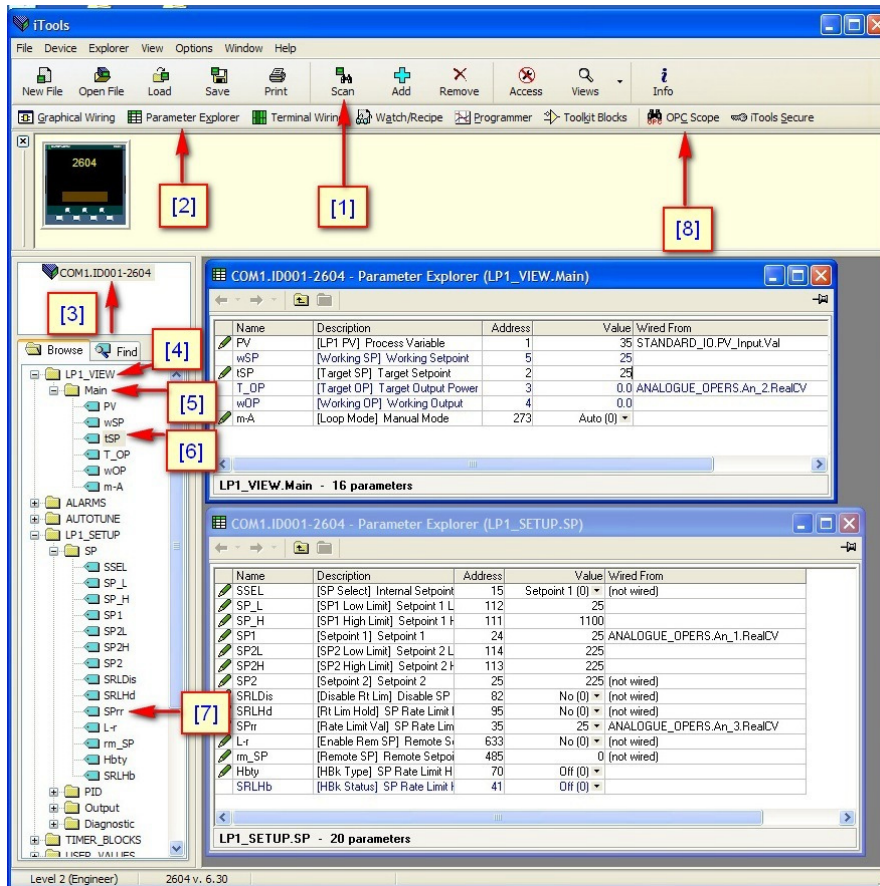 iTools
File Device Explorer View Options Window Help
New File Open File Load Save Print Scan Add Remove Access Views Info
Graphical Wiring Parameter Explorer Terminal Wiring Watch/Recipe Programmer Toolkit Blocks OPC Scope iTools Secure
2604
[2] [1] [8]
COM1.ID001-2604
[3]
Browse Find
[4]
LP1_VIEW
Main
[5]
PV
wSP
tSP
[6]
T_OP
wOP
m-A
ALARMS
AUTOTUNE
LP1_SETUP
SP
SSEL
SP_L
SP_H
SP1
SP2L
SP2H
SP2
SRLDis
SRLHd
SPrr
[7]
L-r
rm_SP
Hbty
SRLHb
PID
Output
Diagnostic
TIMER_BLOCKS
USER_VALUES
COM1.ID001-2604 - Parameter Explorer (LP1_VIEW.Main)
Name Description Address Value Wired From
PV [LP1 PV] Process Variable 1 35 STANDARD_IO.PV_Input.Val
wSP [Working SP] Working Setpoint 5 25
tSP [Target SP] Target Setpoint 2 25
T_OP [Target OP] Target Output Power 3 0.0 ANALOGUE_OPERS.An_2.RealCV
wOP [Working OP] Working Output 4 0.0
m-A [Loop Mode] Manual Mode 273 Auto (0)
LP1_VIEW.Main - 16 parameters
COM1.ID001-2604 - Parameter Explorer (LP1_SETUP.SP)
Name Description Address Value Wired From
SSEL [SP Select] Internal Setpoint 15 Setpoint 1 (0) (not wired)
SP_L [SP1 Low Limit] Setpoint 1 L 112 25
SP_H [SP1 High Limit] Setpoint 1 H 111 1100
SP1 [Setpoint 1] Setpoint 1 24 25 ANALOGUE_OPERS.An_1.RealCV
SP2L [SP2 Low Limit] Setpoint 2 L 114 225
SP2H [SP2 High Limit] Setpoint 2 H 113 225
SP2 [Setpoint 2] Setpoint 2 25 225 (not wired)
SRLDis [Disable Rt Lim] Disable SP 82 No (0) (not wired)
SRLHd [Rt Lim Hold] SP Rate Limit 95 No (0) (not wired)
SPrr [Rate Limit Val] SP Rate Lim 35 25 ANALOGUE_OPERS.An_3.RealCV
L-r [Enable Rem SP] Remote 633 No (0) (not wired)
rm_SP [Remote SP] Remote Setpoi 485 0 (not wired)
Hbty [HBk Type] SP Rate Limit H 70 Off (0)
SRLHb [HBk Status] SP Rate Limit 41 Off (0)
LP1_SETUP.SP - 20 parameters
Level 2 (Engineer) 2604 v. 6.30